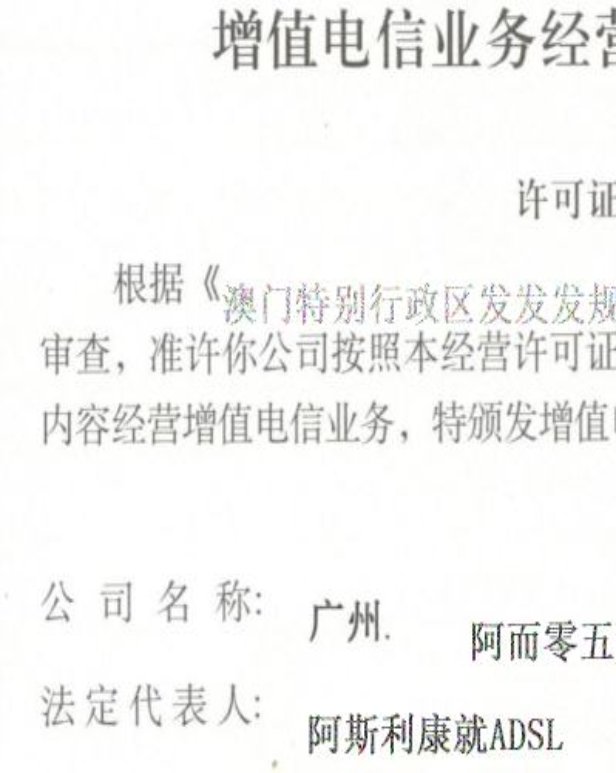 增值电信业务经营
许可证
根据《澳门特别行政区发发发规
审查，准许你公司按照本经营许可证
内容经营增值电信业务，特颁发增值电
公司名称: 广州. 阿而零五
法定代表人: 阿斯利康就ADSL